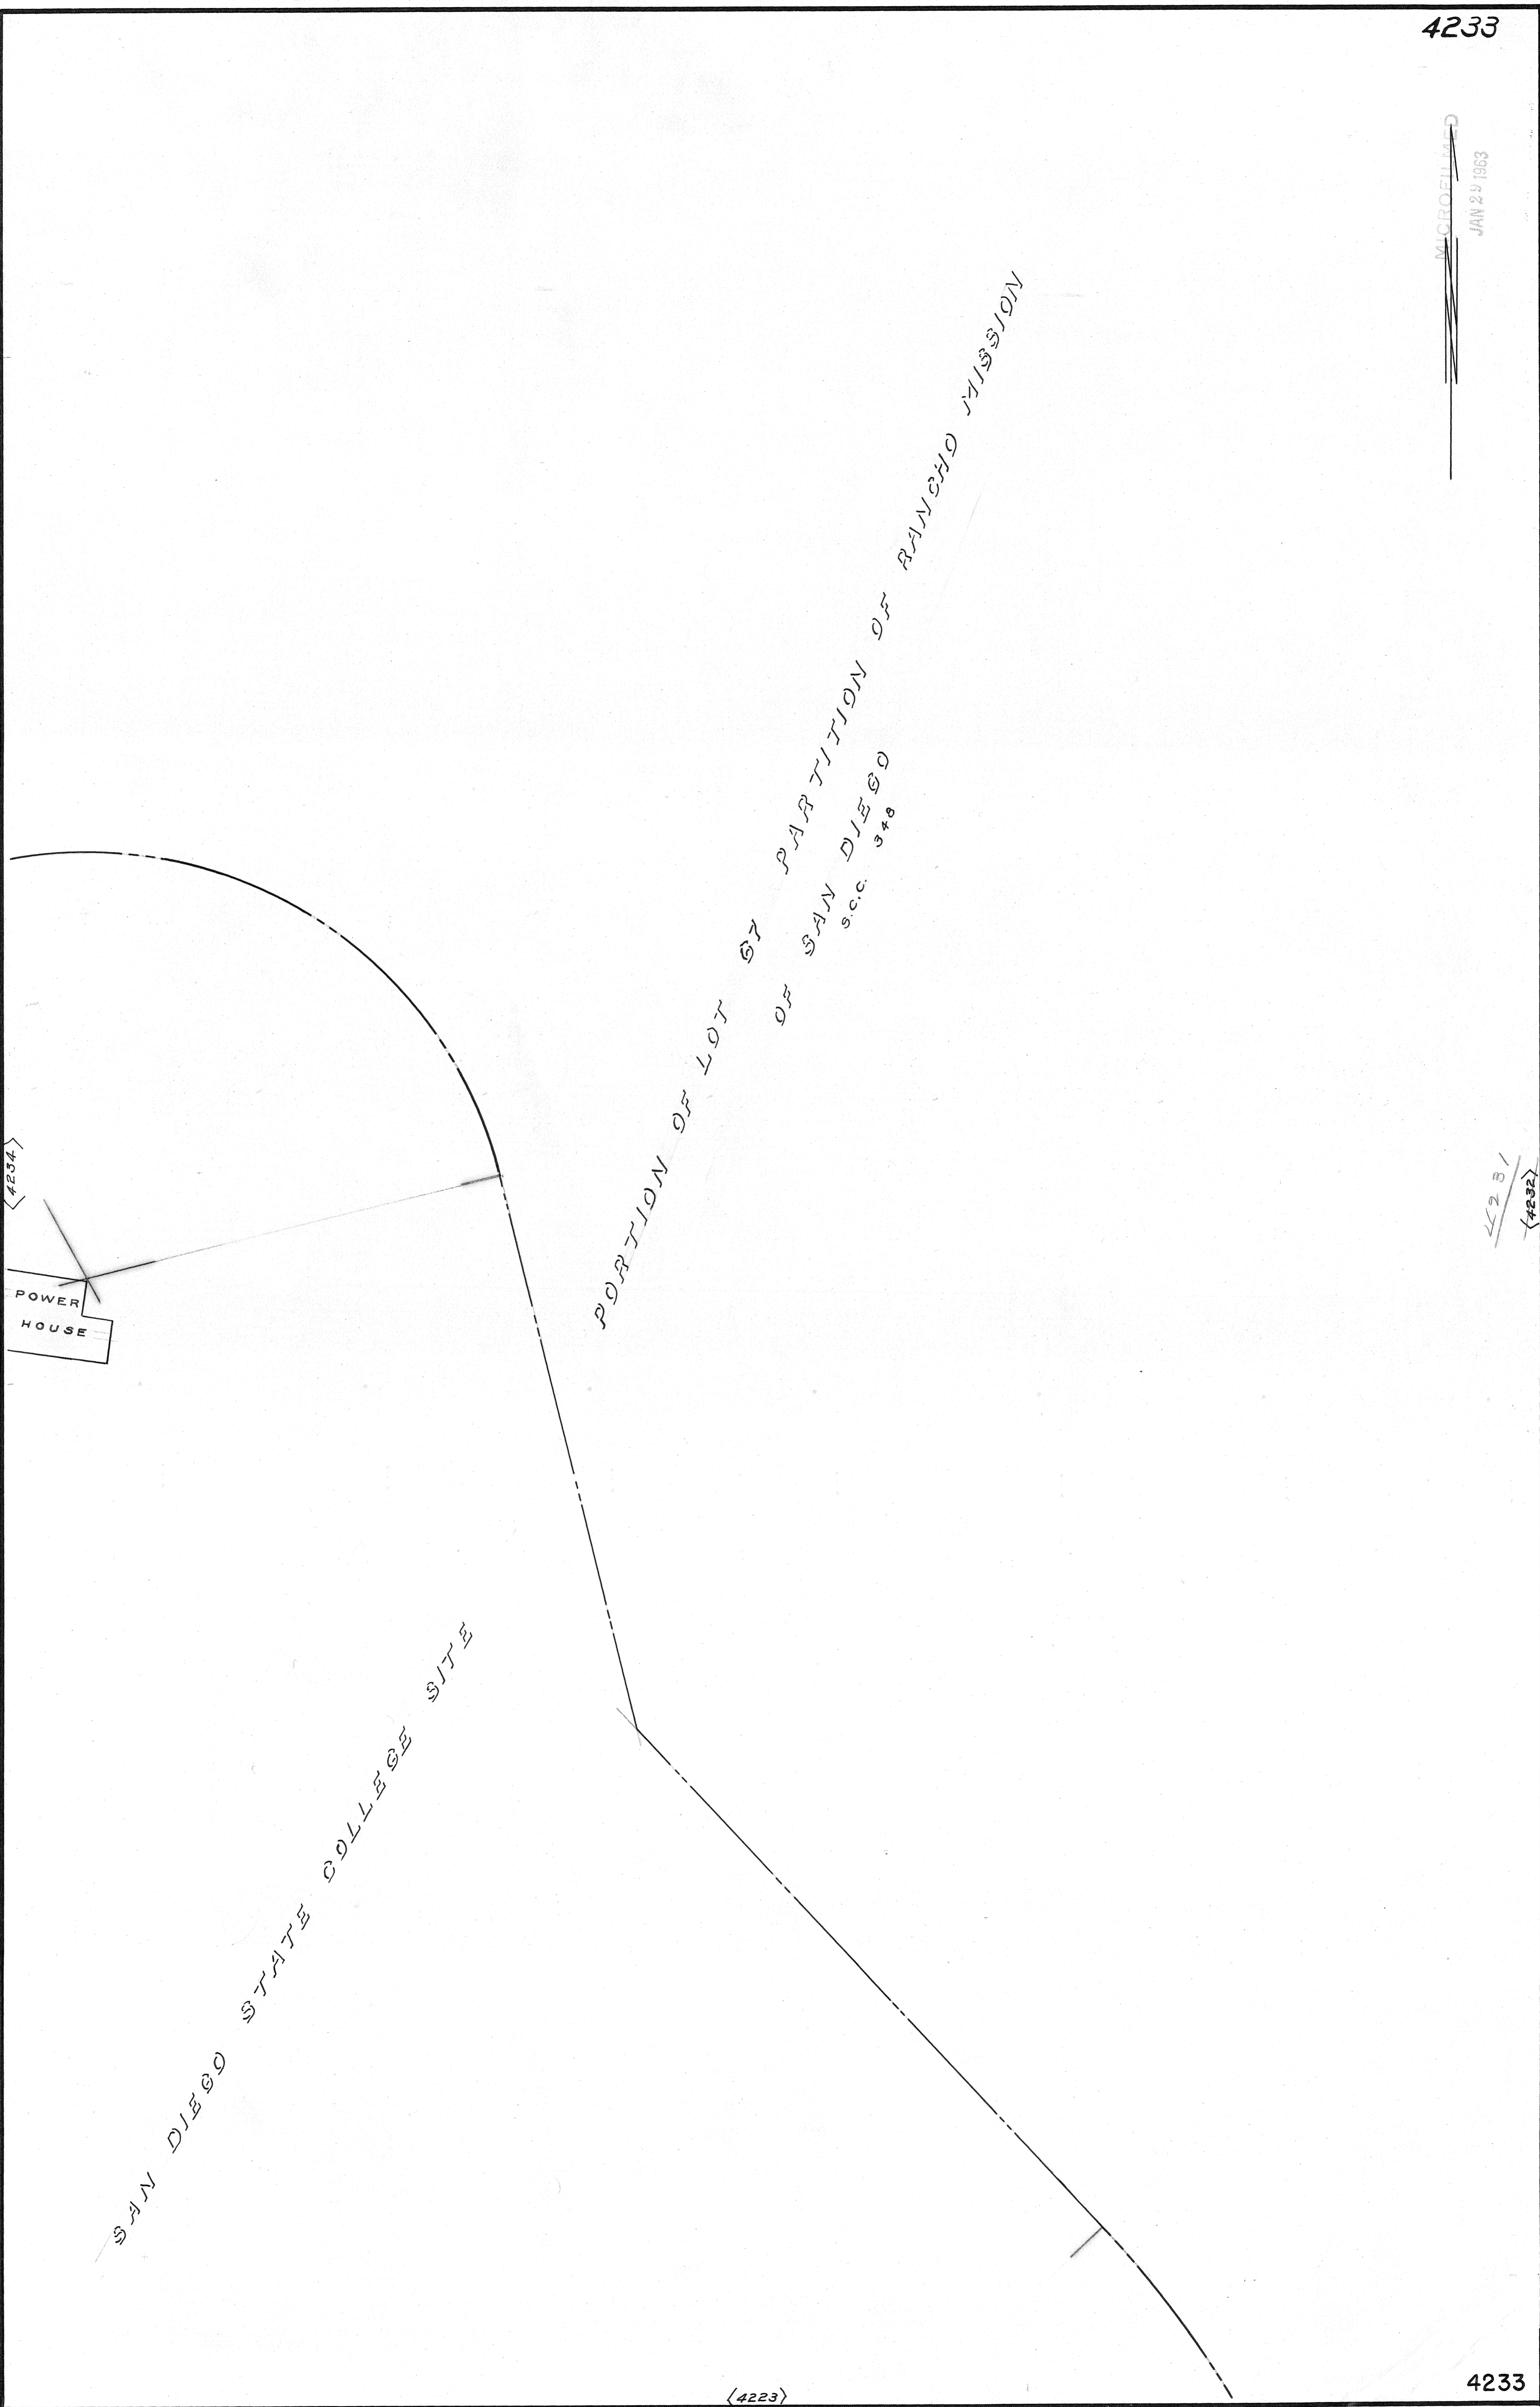 4233
MICROFILMED
JAN 29 1963
PORTION OF LOT 67 PARTITION OF RANCHO MISSION
OF SAN DIEGO
S.C.C. 348
<4234>
4231
<4232>
POWER
HOUSE
SAN DIEGO STATE COLLEGE SITE
<4223>
4233